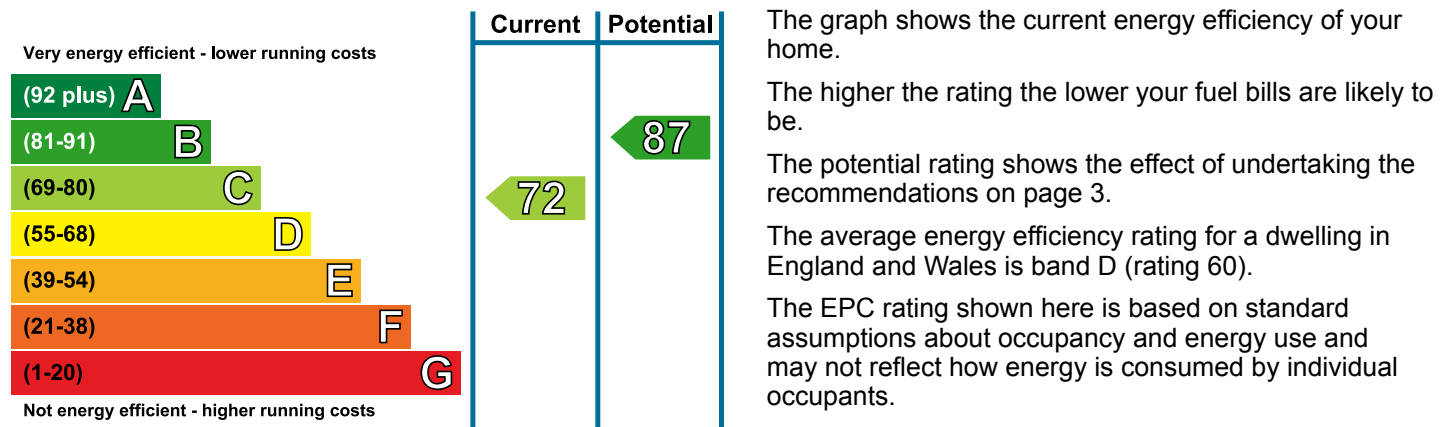 Current Potential
Very energy efficient - lower running costs
(92 plus) A
(81-91) B
87
(69-80) C
72
(55-68) D
(39-54) E
(21-38) F
(1-20) G
Not energy efficient - higher running costs
The graph shows the current energy efficiency of your
home.
The higher the rating the lower your fuel bills are likely to
be.
The potential rating shows the effect of undertaking the
recommendations on page 3.
The average energy efficiency rating for a dwelling in
England and Wales is band D (rating 60).
The EPC rating shown here is based on standard
assumptions about occupancy and energy use and
may not reflect how energy is consumed by individual
occupants.